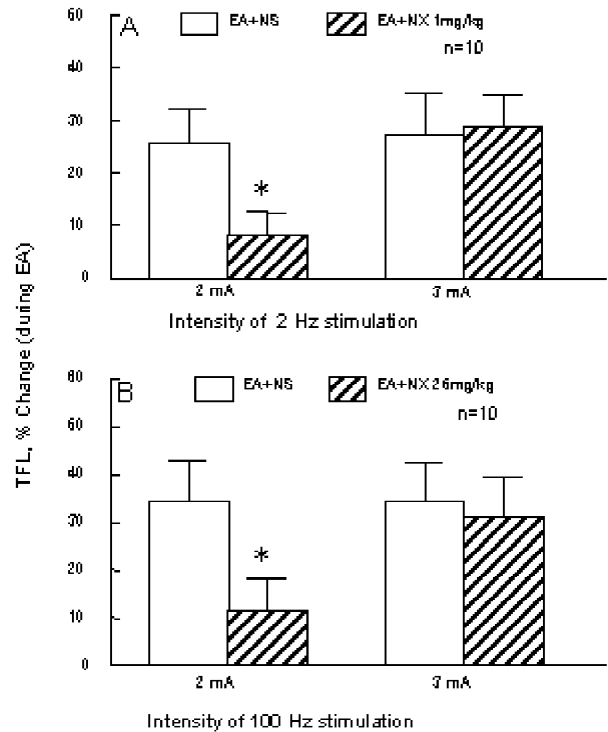 A
EA+NS
EA+NX 1mg/kg
n=10
60
50
40
30
20
10
0
*
2 mA
3 mA
Intensity of 2 Hz stimulation
TFL, % Change (during EA)
B
EA+NS
EA+NX
n=10
60
50
40
30
20
10
0
*
2 mA
3 mA
Intensity of 100 Hz stimulation